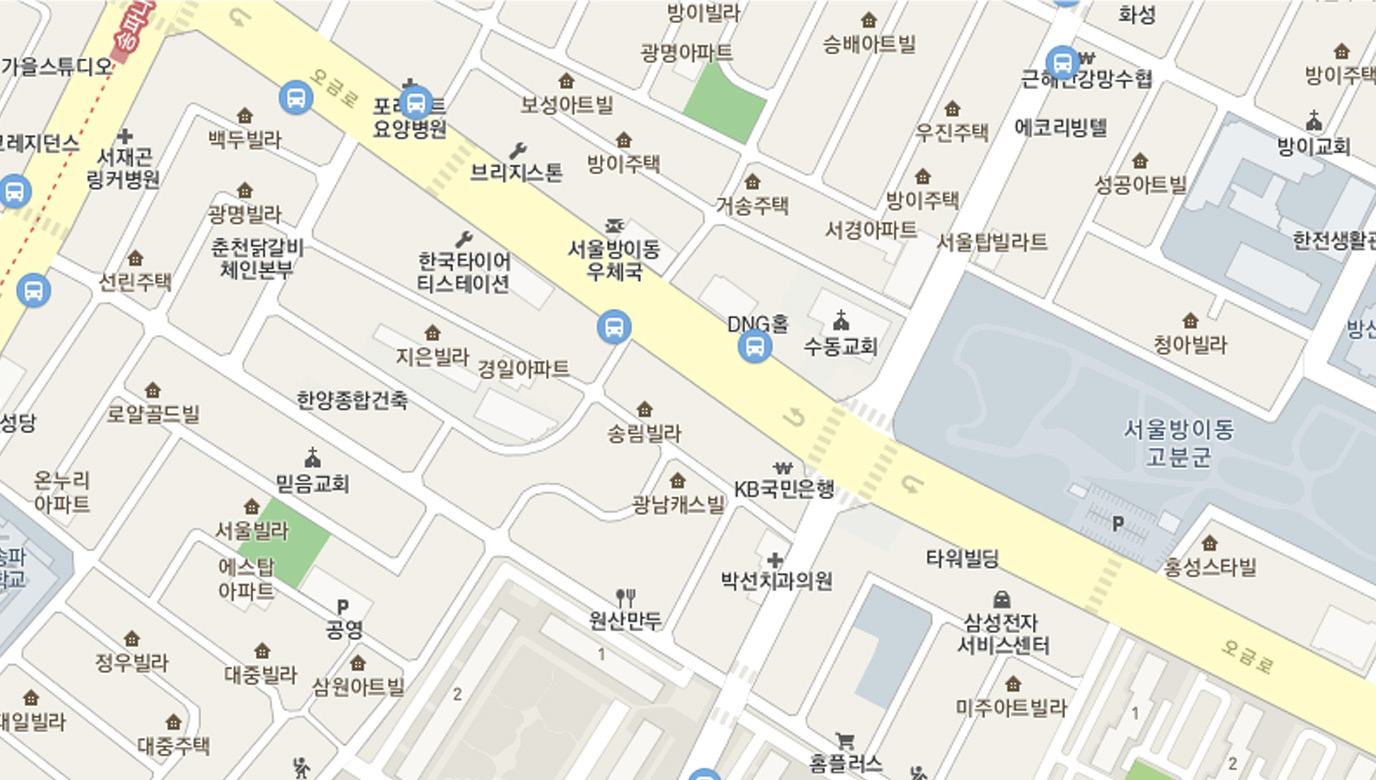 방이빌라
화성
송파나
광명아파트
승배아트빌
가을스튜디오
근해안강망수협
방이주택
오금로
보성아트빌
포레스트
요양병원
백두빌라
우진주택
에코리빙텔
방이교회
레지던스
서재곤
링커병원
브리지스톤
방이주택
성공아트빌
거송주택
방이주택
광명빌라
서경아파트
서울탑빌라트
한전생활관
춘천닭갈비
체인본부
서울방이동
우체국
한국타이어
티스테이션
선린주택
DNG홀
수동교회
청아빌라
방산
지은빌라
경일아파트
한양종합건축
로얄골드빌
성당
송림빌라
서울방이동
고분군
믿음교회
온누리
아파트
KB국민은행
광남캐스빌
P
서울빌라
타워빌딩
홍성스타빌
송파
학교
에스탑
아파트
박선치과의원
P
공영
원산만두
삼성전자
서비스센터
1
오금로
정우빌라
대중빌라
삼원아트빌
2
미주아트빌라
1
대일빌라
대중주택
홈플러스
2